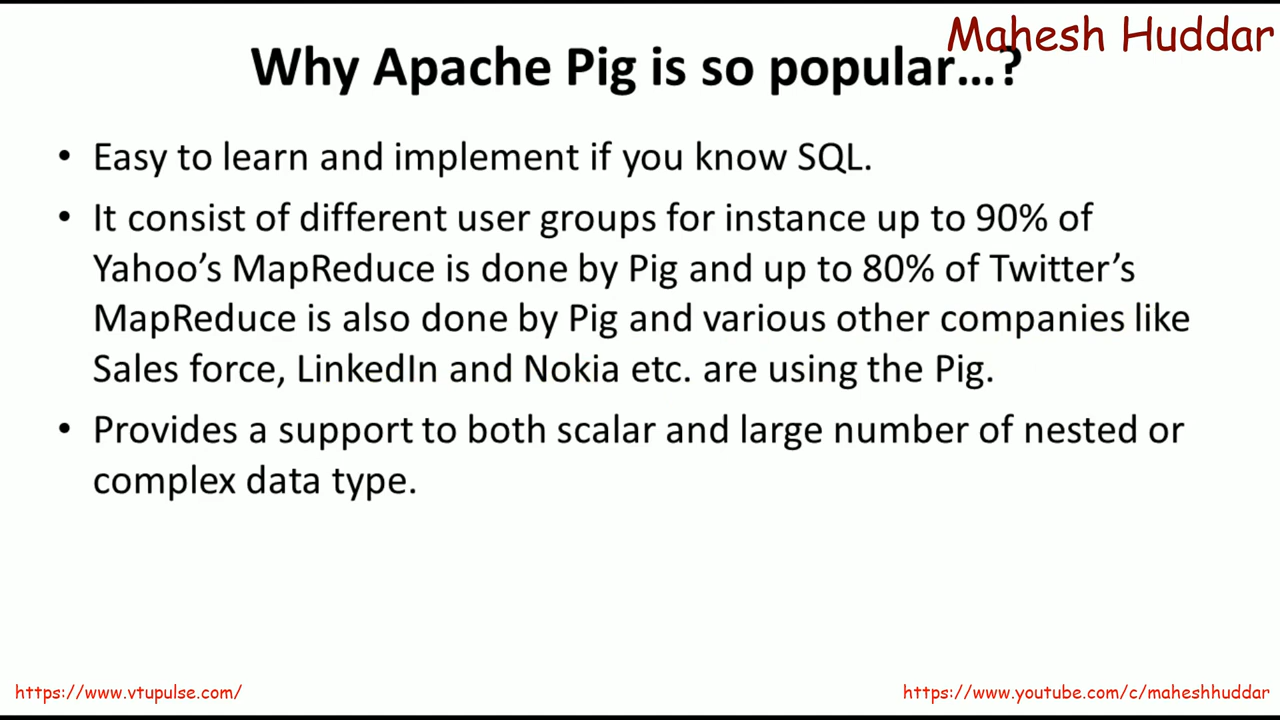 Mahesh Huddar
Why Apache Pig is so popular...?
• Easy to learn and implement if you know SQL.
• It consist of different user groups for instance up to 90% of
Yahoo’s MapReduce is done by Pig and up to 80% of Twitter’s
MapReduce is also done by Pig and various other companies like
Sales force, LinkedIn and Nokia etc. are using the Pig.
• Provides a support to both scalar and large number of nested or
complex data type.
https://www.vtupulse.com/
https://www.youtube.com/c/maheshhuddar